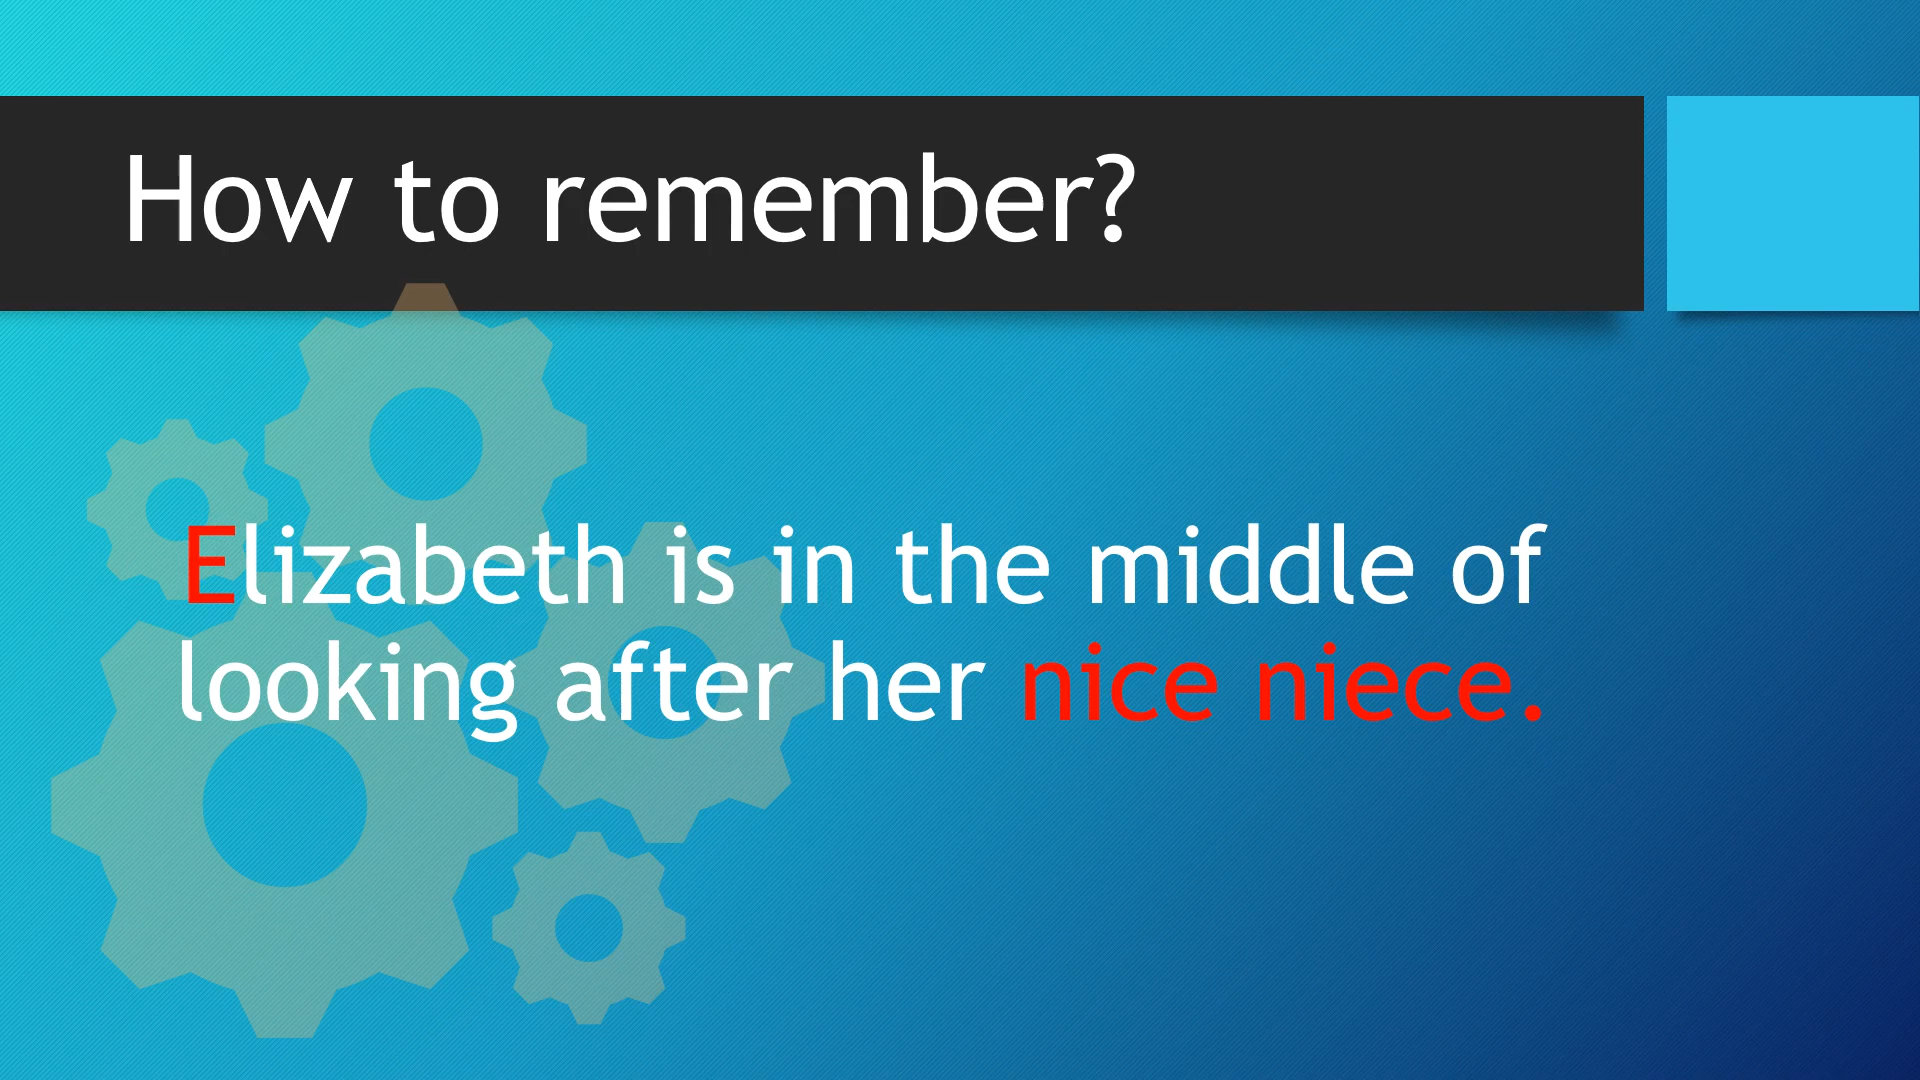 How to remember?
Elizabeth is in the middle of
looking after her nice niece.